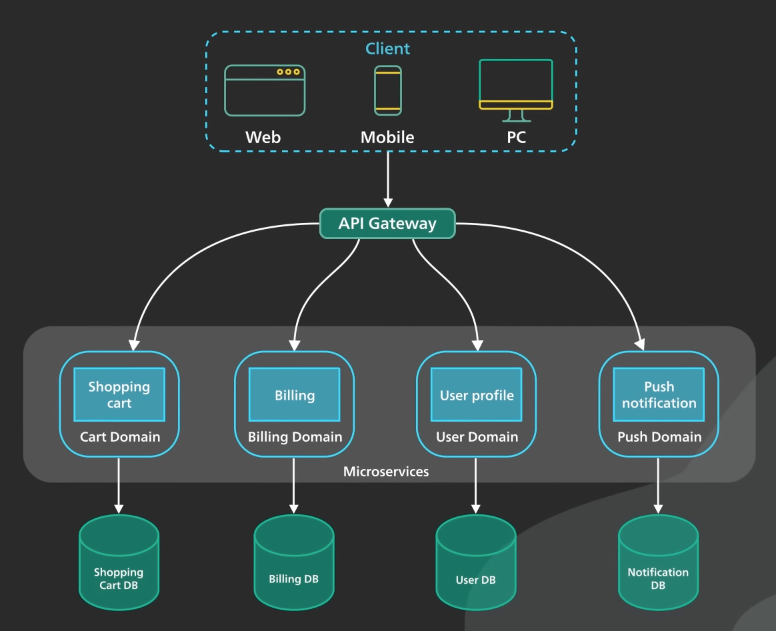 Client
Web
Mobile
PC
API Gateway
Shopping
cart
Cart Domain
Billing
Billing Domain
User profile
User Domain
Push
notification
Push Domain
Microservices
Shopping
Cart DB
Billing DB
User DB
Notification
DB